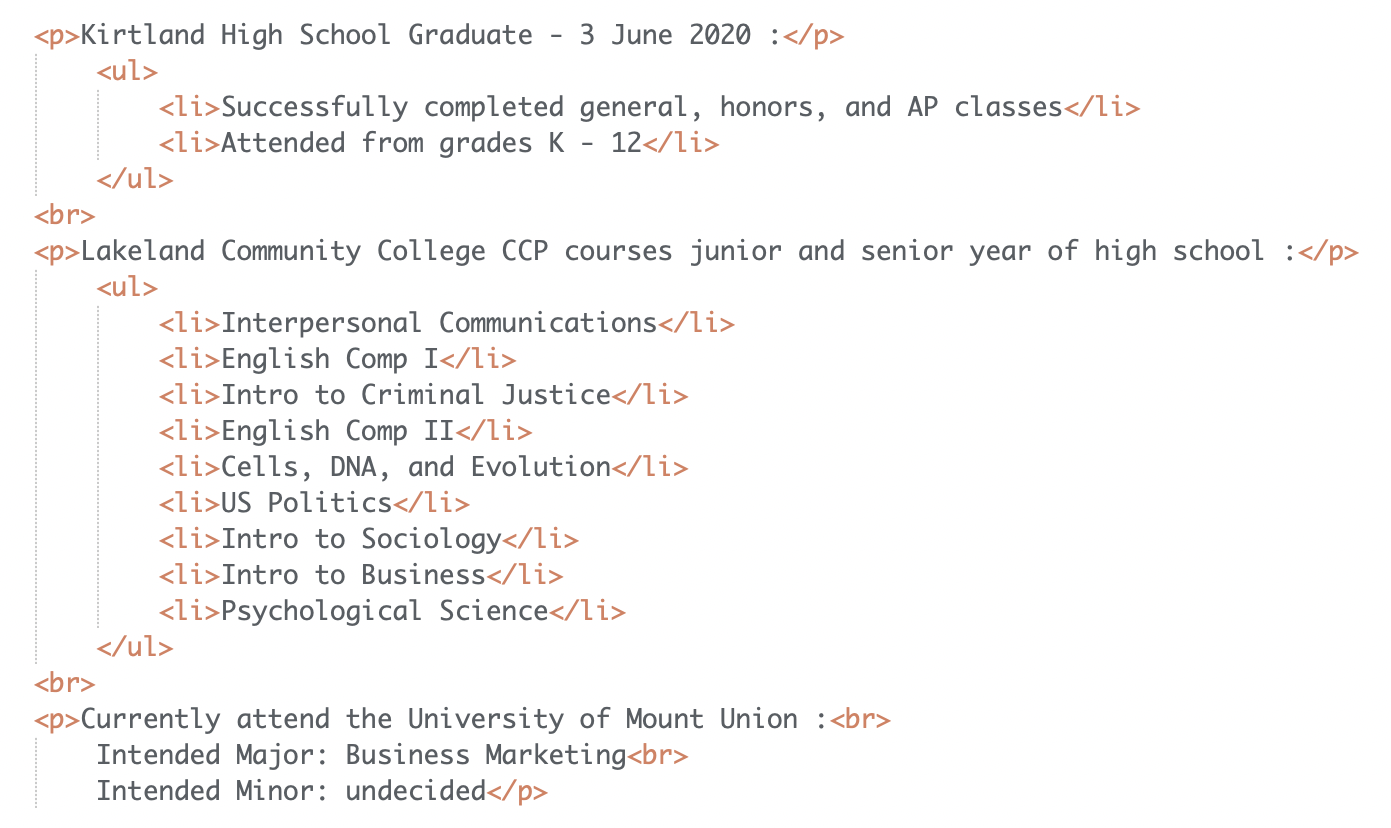 <p>Kirtland High School Graduate - 3 June 2020 :</p>
<ul>
<li>Successfully completed general, honors, and AP classes</li>
<li>Attended from grades K - 12</li>
</ul>
<br>
<p>Lakeland Community College CCP courses junior and senior year of high school :</p>
<ul>
<li>Interpersonal Communications</li>
<li>English Comp I</li>
<li>Intro to Criminal Justice</li>
<li>English Comp II</li>
<li>Cells, DNA, and Evolution</li>
<li>US Politics</li>
<li>Intro to Sociology</li>
<li>Intro to Business</li>
<li>Psychological Science</li>
</ul>
<br>
<p>Currently attend the University of Mount Union :<br>
Intended Major: Business Marketing<br>
Intended Minor: undecided</p>